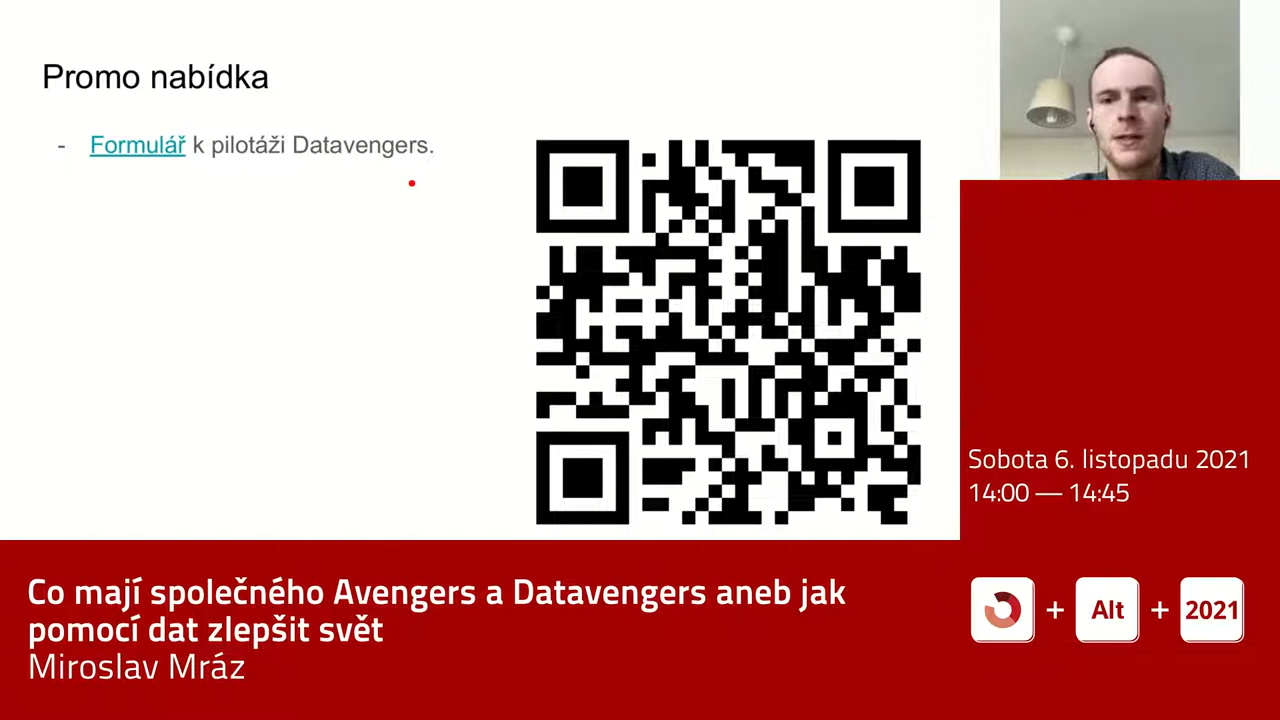 Promo nabídka
- Formulář k pilotáži Datavengers.
Sobota 6. listopadu 2021
14:00 — 14:45
Co mají společného Avengers a Datavengers aneb jak
pomocí dat zlepšit svět
Miroslav Mráz
+ Alt + 2021